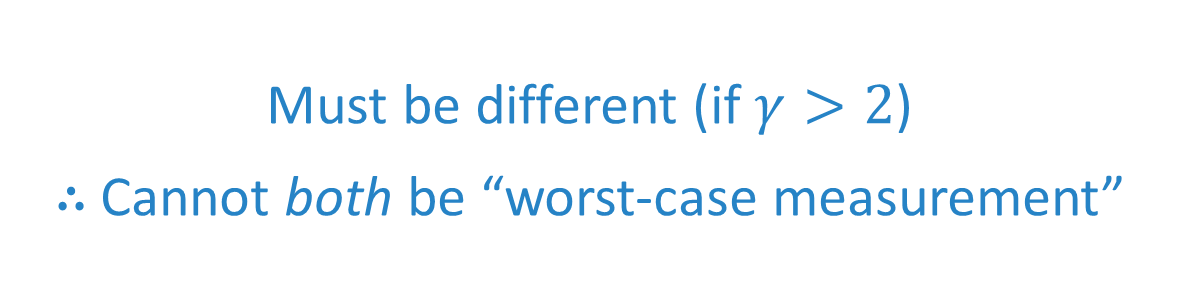 Must be different (if γ > 2)
∴ Cannot both be “worst-case measurement”